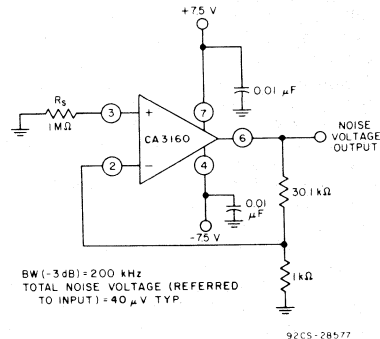 +7.5 V
0.01 μF
Rs
1MΩ
3
+
7
CA3160
6
NOISE
VOLTAGE
OUTPUT
2
–
4
0.01
μF
30.1kΩ
-7.5 V
1kΩ
BW (-3dB) = 200 kHz
TOTAL NOISE VOLTAGE (REFERRED
TO INPUT) = 40 μV TYP.
92CS-28577